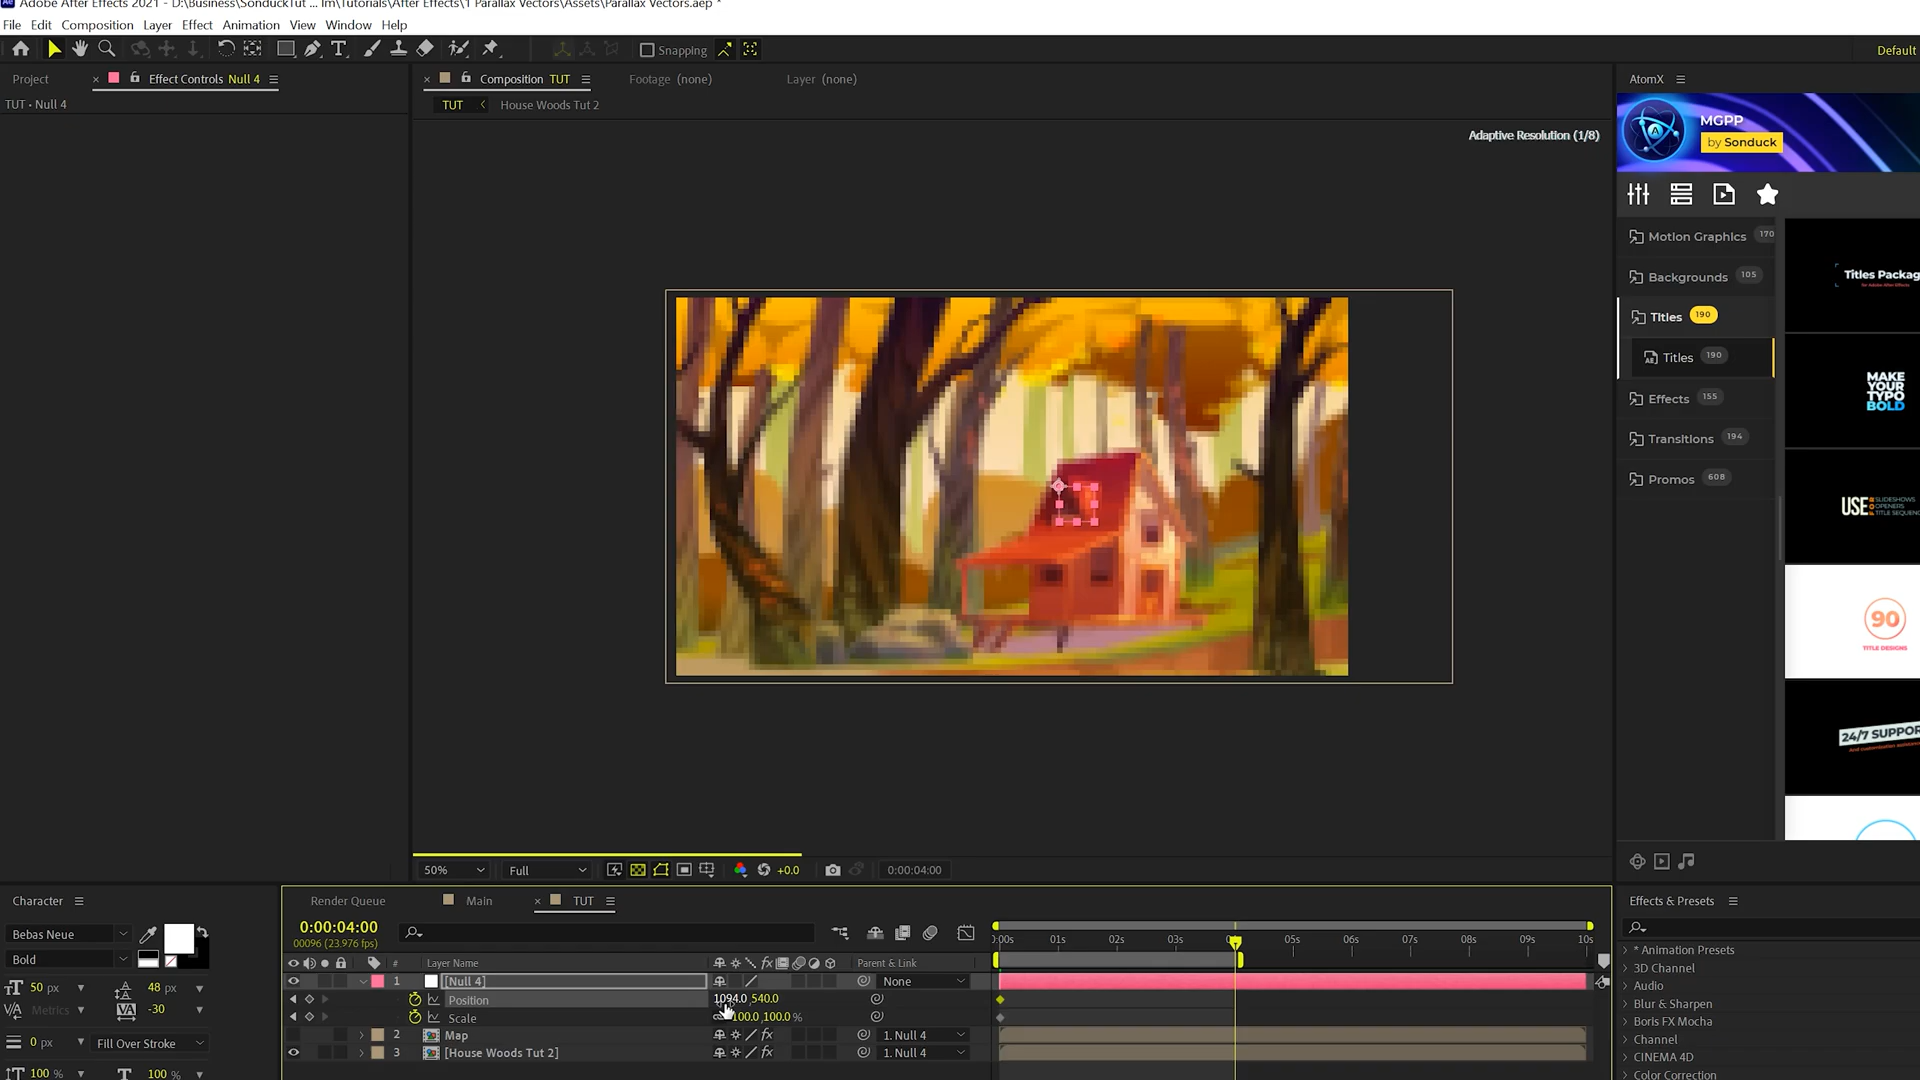 Adobe After Effects 2021 - D:\Business\SonduckTut ... lm\Tutorials\After Effects\1 Parallax Vectors\Assets\Parallax Vectors.aep *
File Edit Composition Layer Effect Animation View Window Help
Snapping
Default
Project
Effect Controls Null 4
Composition TUT
Footage (none)
Layer (none)
AtomX
TUT • Null 4
TUT
House Woods Tut 2
Adaptive Resolution (1/8)
MGPP
by Sonduck
Motion Graphics 170
Backgrounds 105
Titles 190
Titles 190
Effects 155
Transitions 194
Promos 608
Titles Packag
MAKE
YOUR
TYPO
BOLD
USE
SLIDESHOWS
OPENERS
90
TITLE DESIGNS
24/7 SUPPOR
50%
Full
+0.0
0:00:04:00
Character
Render Queue
Main
TUT
Effects & Presets
Bebas Neue
Bold
50 px
48 px
Metrics
-30
0 px
Fill Over Stroke
100 %
100 %
0:00:04:00
00096 (23.976 fps)
:00s 01s 02s 03s 05s 06s 07s 08s 09s 10s
# Layer Name
Parent & Link
1 [Null 4] None
Position 1094.0, 540.0
Scale 100.0, 100.0 %
2 Map 1. Null 4
3 [House Woods Tut 2] 1. Null 4
* Animation Presets
3D Channel
Audio
Blur & Sharpen
Boris FX Mocha
Channel
CINEMA 4D
Color Correction